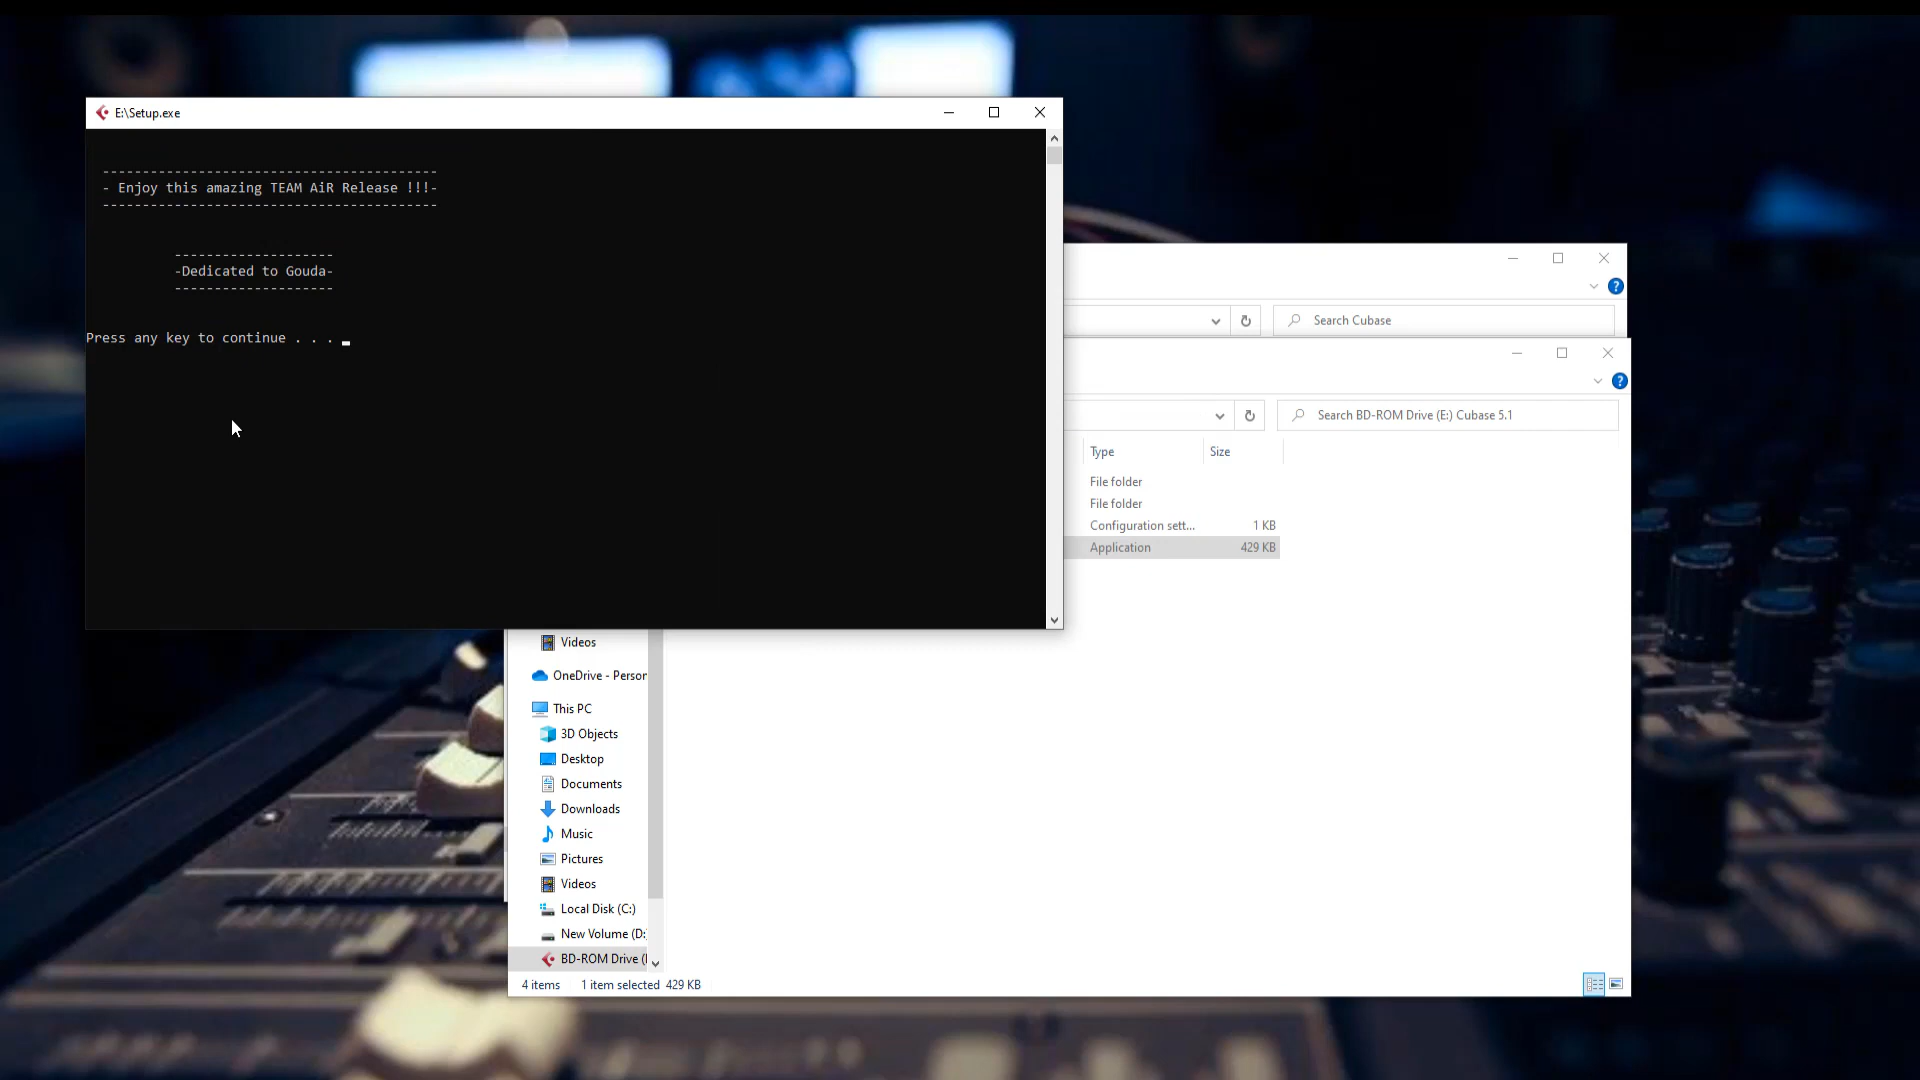 E:\Setup.exe
------------------------------------------
- Enjoy this amazing TEAM AiR Release !!!-
------------------------------------------
--------------------
-Dedicated to Gouda-
--------------------
Press any key to continue . . .
Search Cubase
Search BD-ROM Drive (E:) Cubase 5.1
Type Size
File folder
File folder
Configuration sett... 1 KB
Application 429 KB
Videos
OneDrive - Person
This PC
3D Objects
Desktop
Documents
Downloads
Music
Pictures
Videos
Local Disk (C:)
New Volume (D:
BD-ROM Drive (
4 items 1 item selected 429 KB